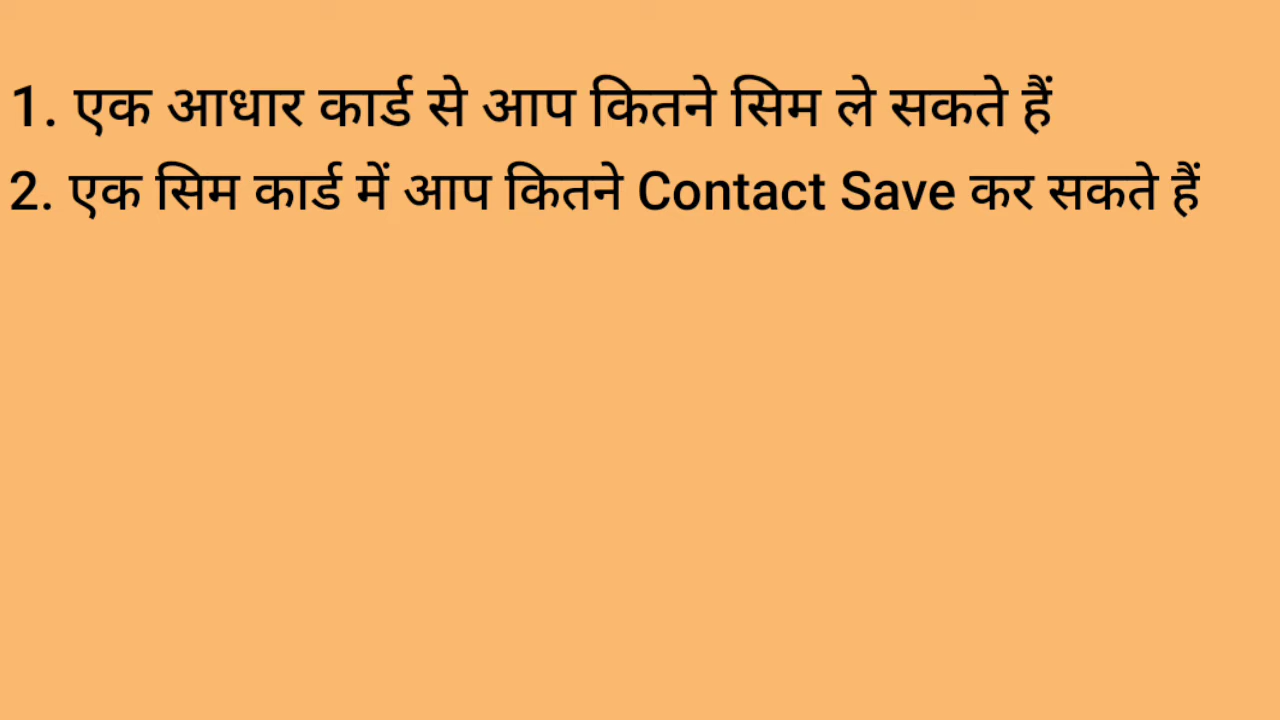 1. एक आधार कार्ड से आप कितने सिम ले सकते हैं
2. एक सिम कार्ड में आप कितने Contact Save कर सकते हैं